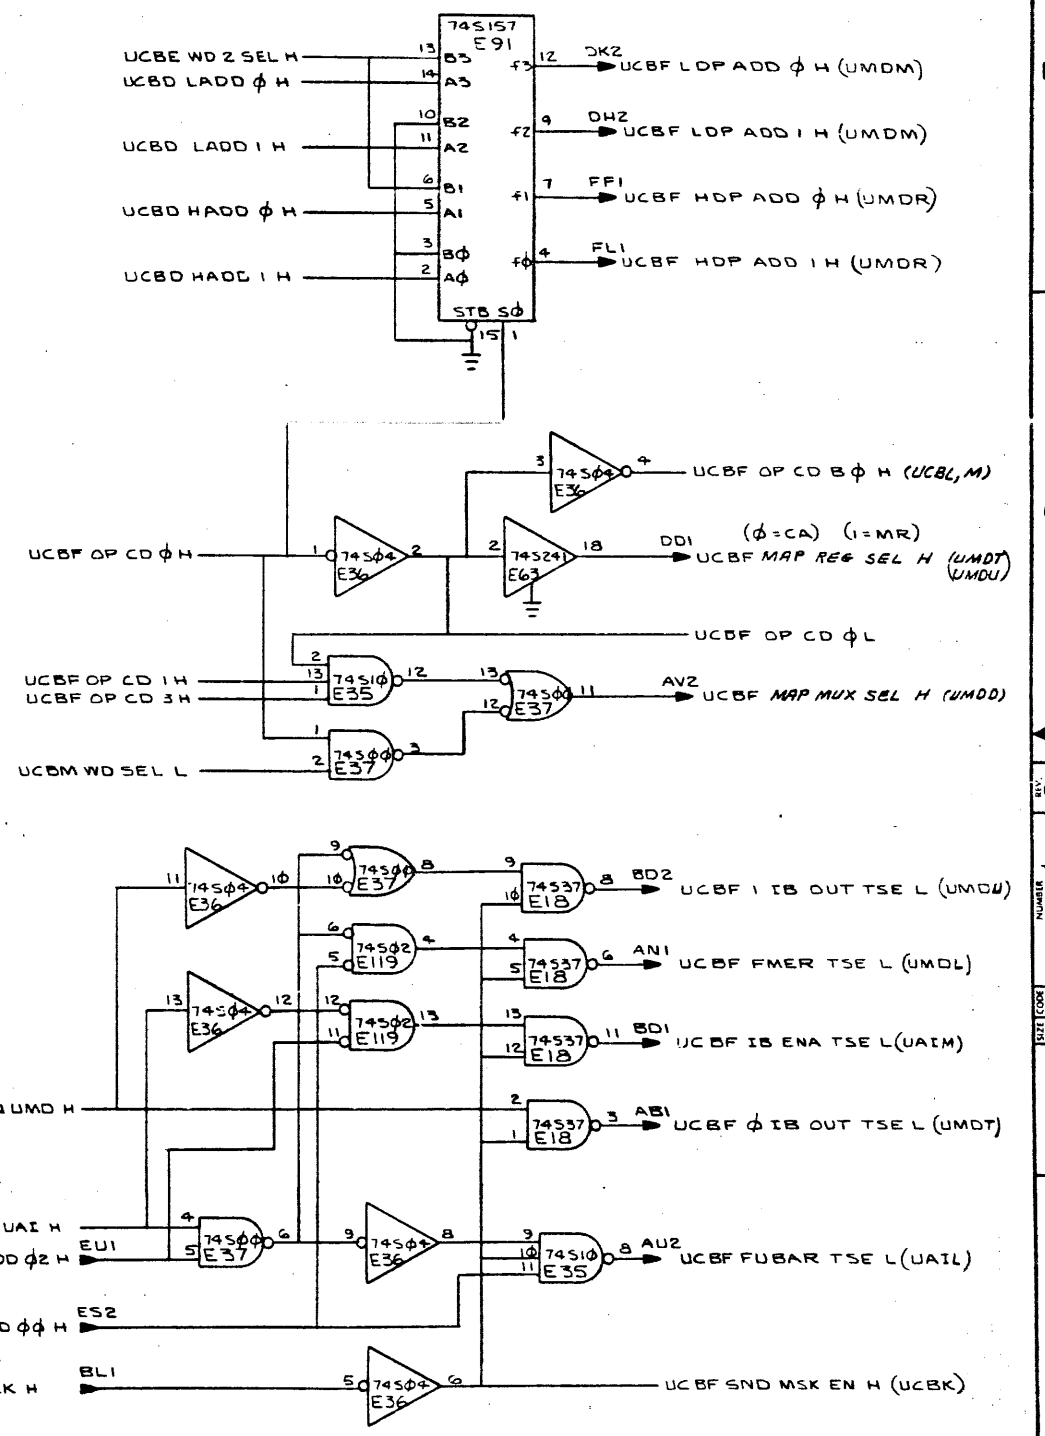 74S157
E91
UCBE WD 2 SEL H 13 B3
f3 12 DK2 UCBF LDP ADD φ H (UMDM)
UCBD LADD φ H 14 A3
10 B2
f2 9 DH2 UCBF LDP ADD 1 H (UMDM)
UCBD LADD 1 H 11 A2
6 B1
f1 7 FF1 UCBF HDP ADD φ H (UMDR)
UCBD HADD φ H 5 A1
3 Bφ
fφ 4 FL1 UCBF HDP ADD 1 H (UMDR)
UCBD HADD 1 H 2 Aφ
STB Sφ
15 1
3 74Sφ4 4 UCBF OP CD B φ H (UCBL, M)
E36
(φ=CA) (1=MR)
UCBF OP CD φ H 1 74Sφ4 2
E36
2 74S241 18 DD1 UCBF MAP REG SEL H (UMDT)
E63 (UMDU)
UCBF OP CD φ L
2
UCBF OP CD 1 H 13 74S1φ 12
UCBF OP CD 3 H 1 E35
13 74Sφφ 11 AV2 UCBF MAP MUX SEL H (UMDD)
12 E37
1 74Sφφ 3
UCBM WD SEL L 2 E37
REV.
NUMBER
SIZE CODE
9 74Sφφ 8
1φ E37
11 74Sφ4 1φ
E36
9 74S37 8 BD2 UCBF 1 IB OUT TSE L (UMDU)
1φ E18
6 74Sφ2 4
5 E119
4 74S37 6 AN1 UCBF FMER TSE L (UMDL)
5 E18
13 74Sφ4 12
E36
12 74Sφ2 13
11 E119
13 74S37 11 BD1 UCBF IB ENA TSE L (UAIM)
12 E18
UMD H
2 74S37 3 AB1 UCBF φ IB OUT TSE L (UMDT)
1 E18
UAI H 4 74Sφφ 6
φ2 H EU1 5 E37
9 74Sφ4 8
E36
9 74S1φ 8 AU2 UCBF FUBAR TSE L (UAIL)
1φ E35
11
φφ H ES2
K H BL1 5 74Sφ4 6 UCBF SND MSK EN H (UCBK)
E36